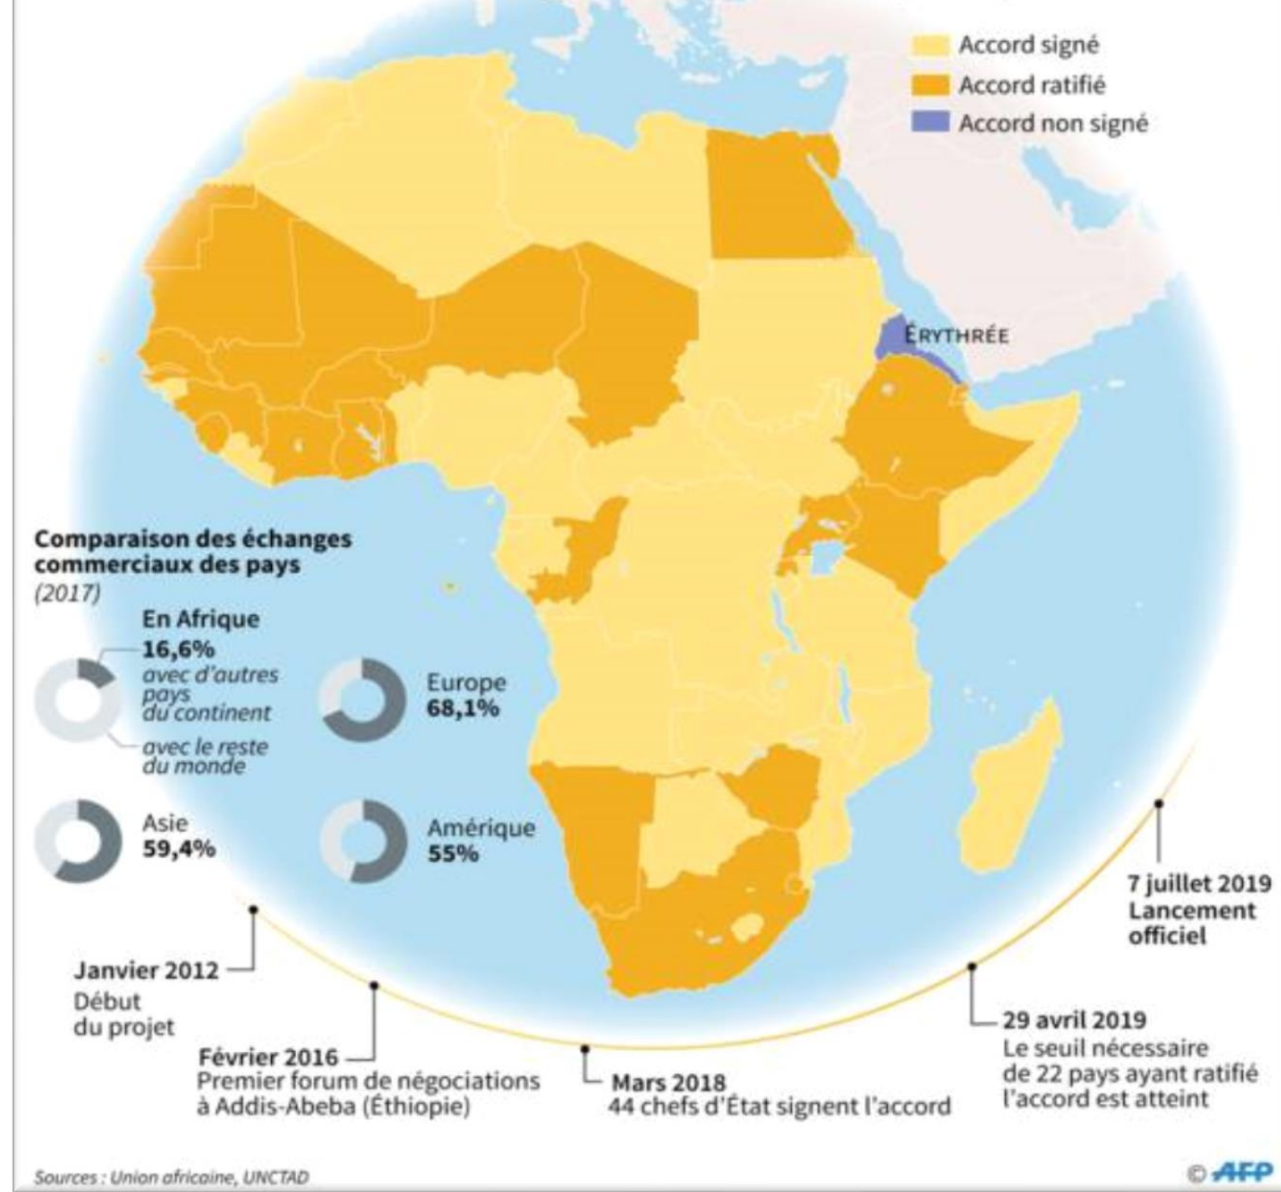 Accord signé
Accord ratifié
Accord non signé
ÉRYTHRÉE
Comparaison des échanges
commerciaux des pays
(2017)
En Afrique
16,6%
avec d'autres
pays
du continent
avec le reste
du monde
Europe
68,1%
Asie
59,4%
Amérique
55%
Janvier 2012
Début
du projet
Février 2016
Premier forum de négociations
à Addis-Abeba (Éthiopie)
Mars 2018
44 chefs d'État signent l'accord
29 avril 2019
Le seuil nécessaire
de 22 pays ayant ratifié
l'accord est atteint
7 juillet 2019
Lancement
officiel
Sources : Union africaine, UNCTAD
© AFP